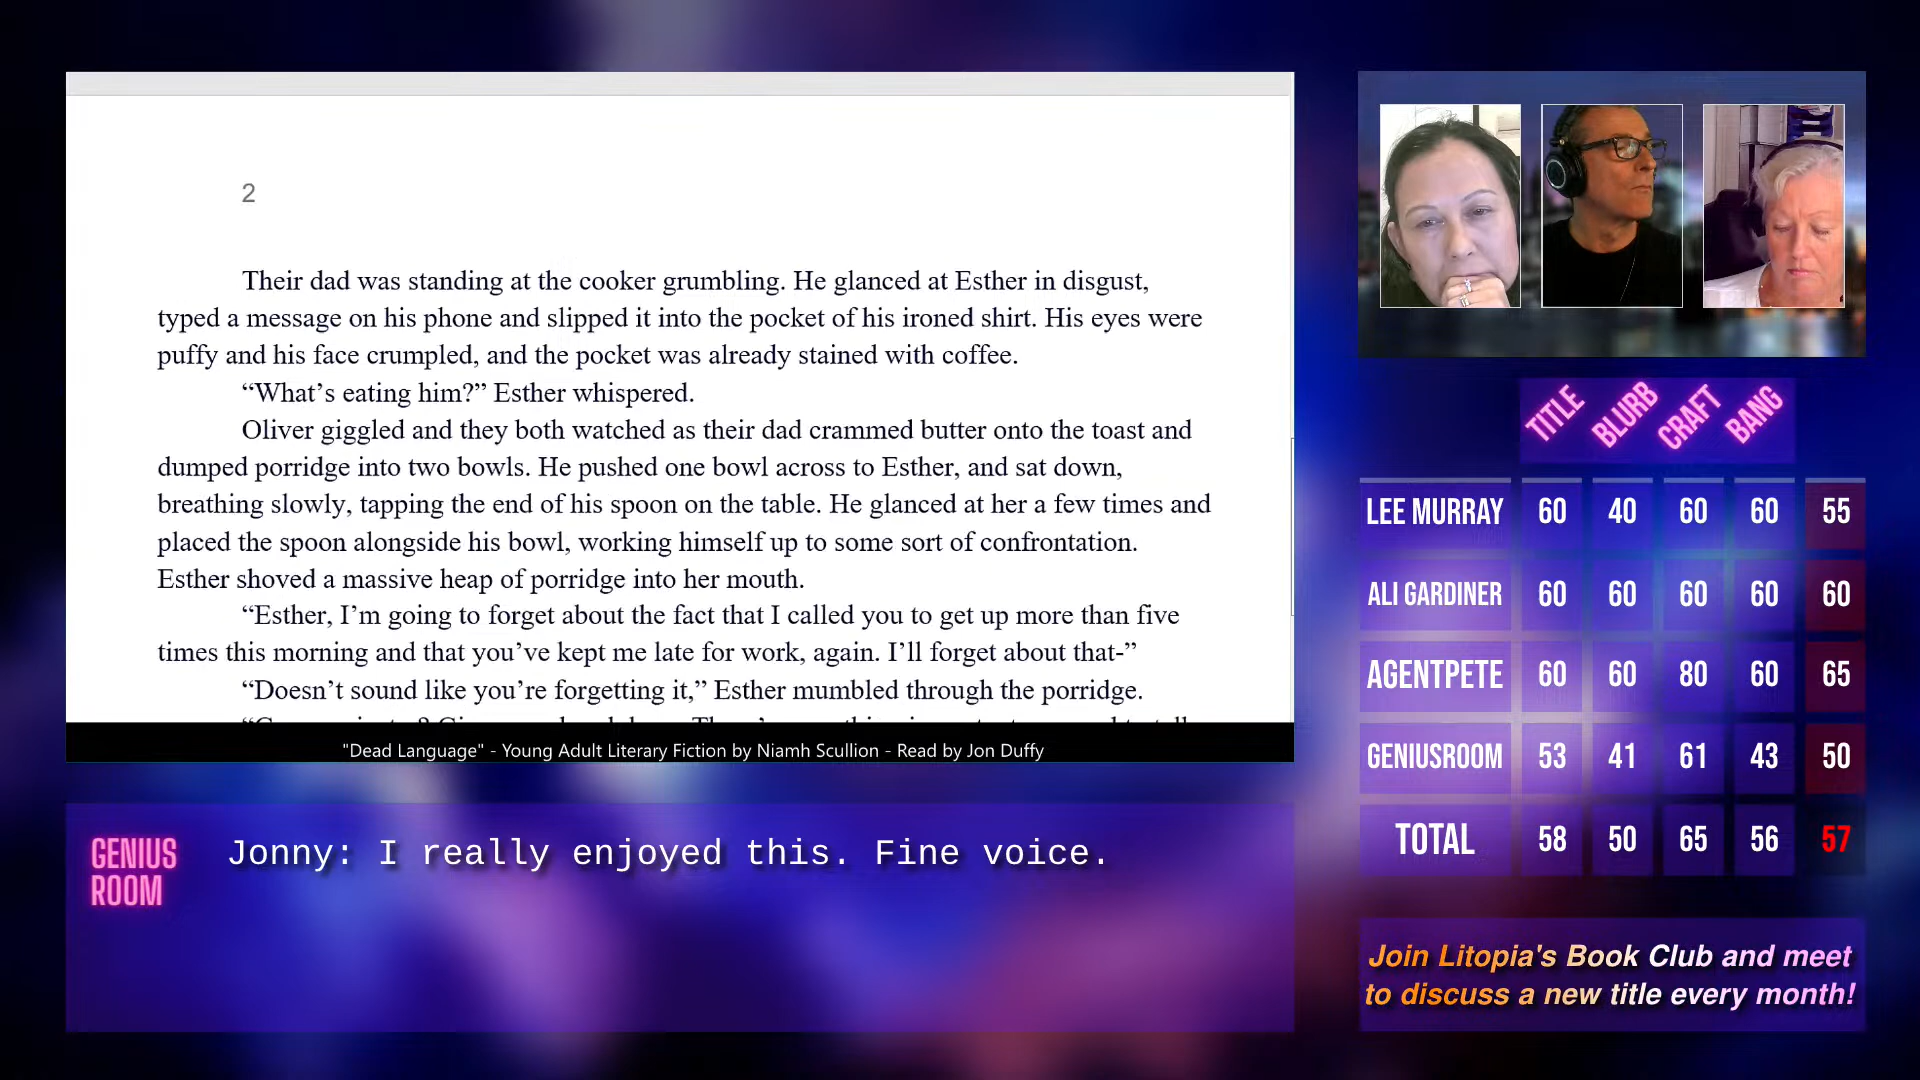 2
Their dad was standing at the cooker grumbling. He glanced at Esther in disgust,
typed a message on his phone and slipped it into the pocket of his ironed shirt. His eyes were
puffy and his face crumpled, and the pocket was already stained with coffee.
“What’s eating him?” Esther whispered.
Oliver giggled and they both watched as their dad crammed butter onto the toast and
dumped porridge into two bowls. He pushed one bowl across to Esther, and sat down,
breathing slowly, tapping the end of his spoon on the table. He glanced at her a few times and
placed the spoon alongside his bowl, working himself up to some sort of confrontation.
Esther shoved a massive heap of porridge into her mouth.
“Esther, I’m going to forget about the fact that I called you to get up more than five
times this morning and that you’ve kept me late for work, again. I’ll forget about that-”
“Doesn’t sound like you’re forgetting it,” Esther mumbled through the porridge.
"Dead Language" - Young Adult Literary Fiction by Niamh Scullion - Read by Jon Duffy
GENIUS
ROOM
Jonny: I really enjoyed this. Fine voice.
TITLE BLURB CRAFT BANG
LEE MURRAY 60 40 60 60 55
ALI GARDINER 60 60 60 60 60
AGENTPETE 60 60 80 60 65
GENIUSROOM 53 41 61 43 50
TOTAL 58 50 65 56 57
Join Litopia's Book Club and meet
to discuss a new title every month!